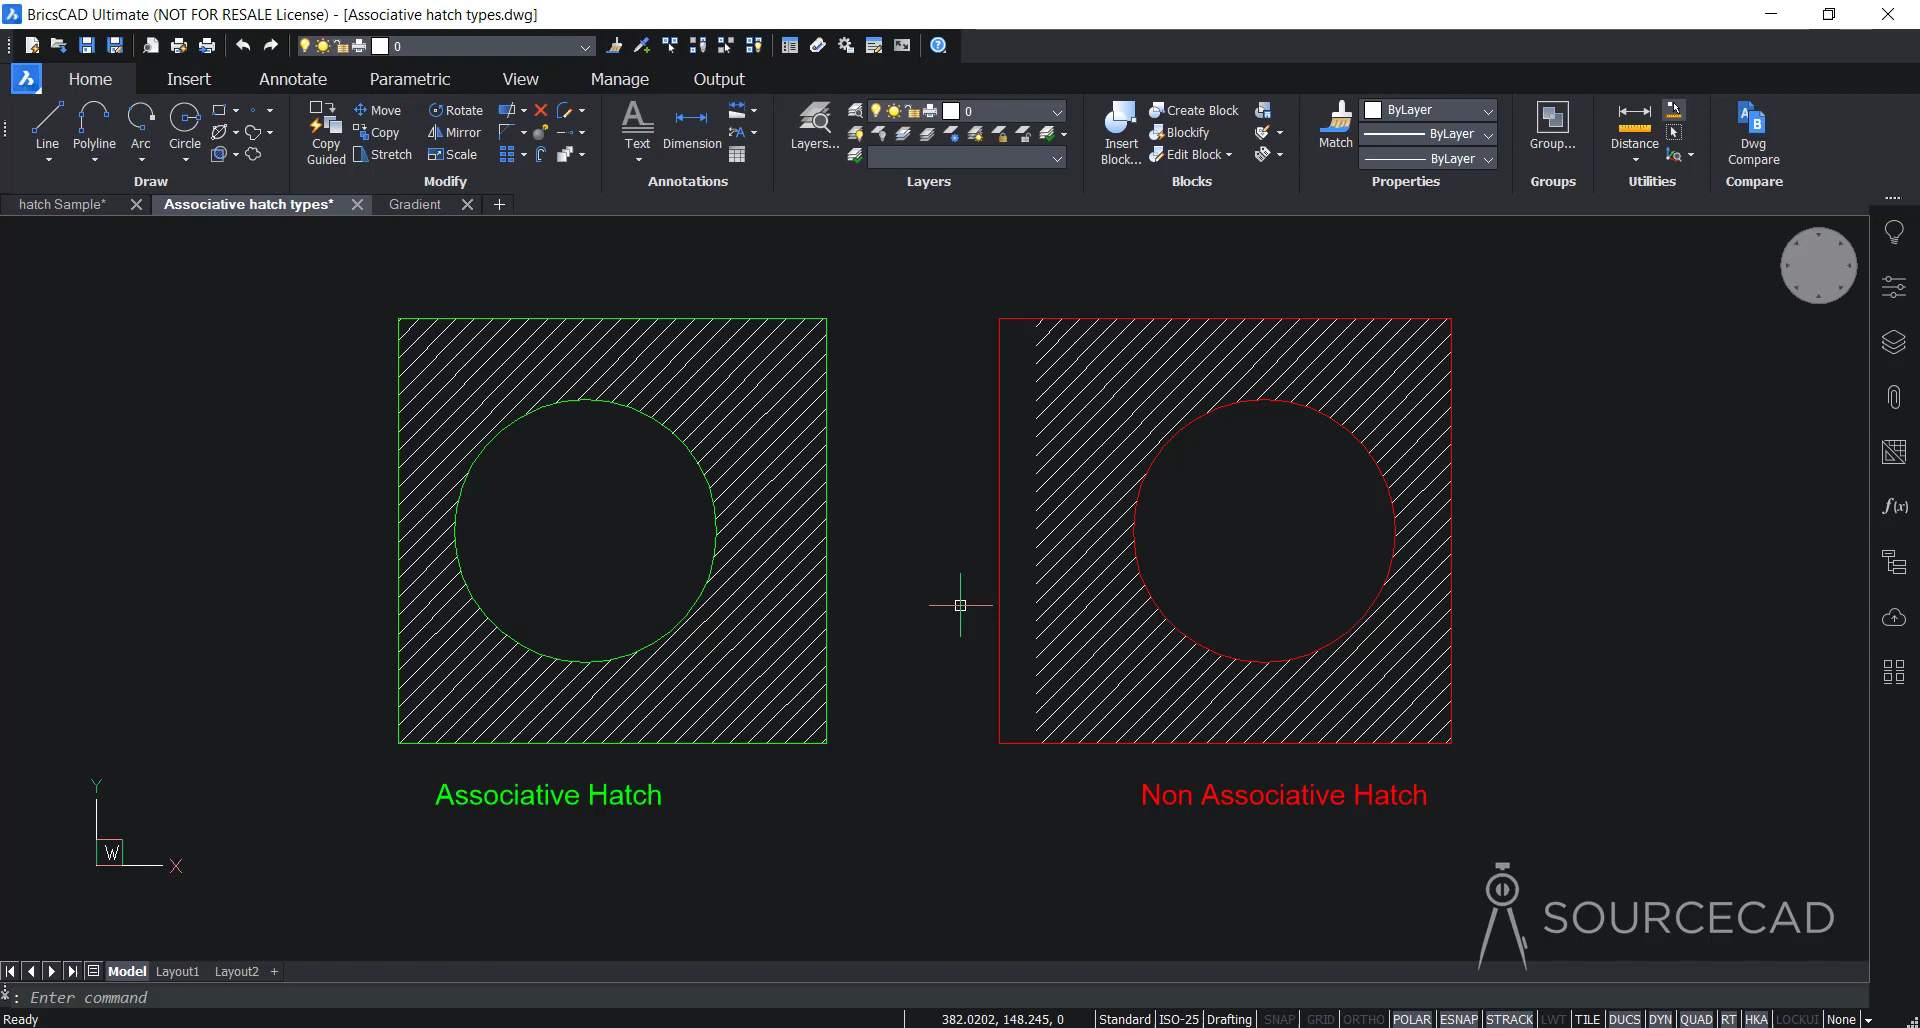 BricsCAD Ultimate (NOT FOR RESALE License) - [Associative hatch types.dwg]
0
Home Insert Annotate Parametric View Manage Output
Line Polyline Arc Circle
Draw
Copy Guided
Move Rotate
Copy Mirror
Stretch Scale
Modify
Text Dimension
Annotations
Layers...
0
Layers
Insert Block...
Create Block
Blockify
Edit Block
Blocks
Match
ByLayer
ByLayer
ByLayer
Properties
Group...
Groups
Distance
Utilities
Dwg Compare
Compare
hatch Sample* Associative hatch types* Gradient
f(x)
Associative Hatch
Non Associative Hatch
Y
W
X
SOURCECAD
Model Layout1 Layout2 +
: Enter command
Ready
382.0202, 148.245, 0 Standard ISO-25 Drafting SNAP GRID ORTHO POLAR ESNAP STRACK LWT TILE DUCS DYN QUAD RT HKA LOCKUI None